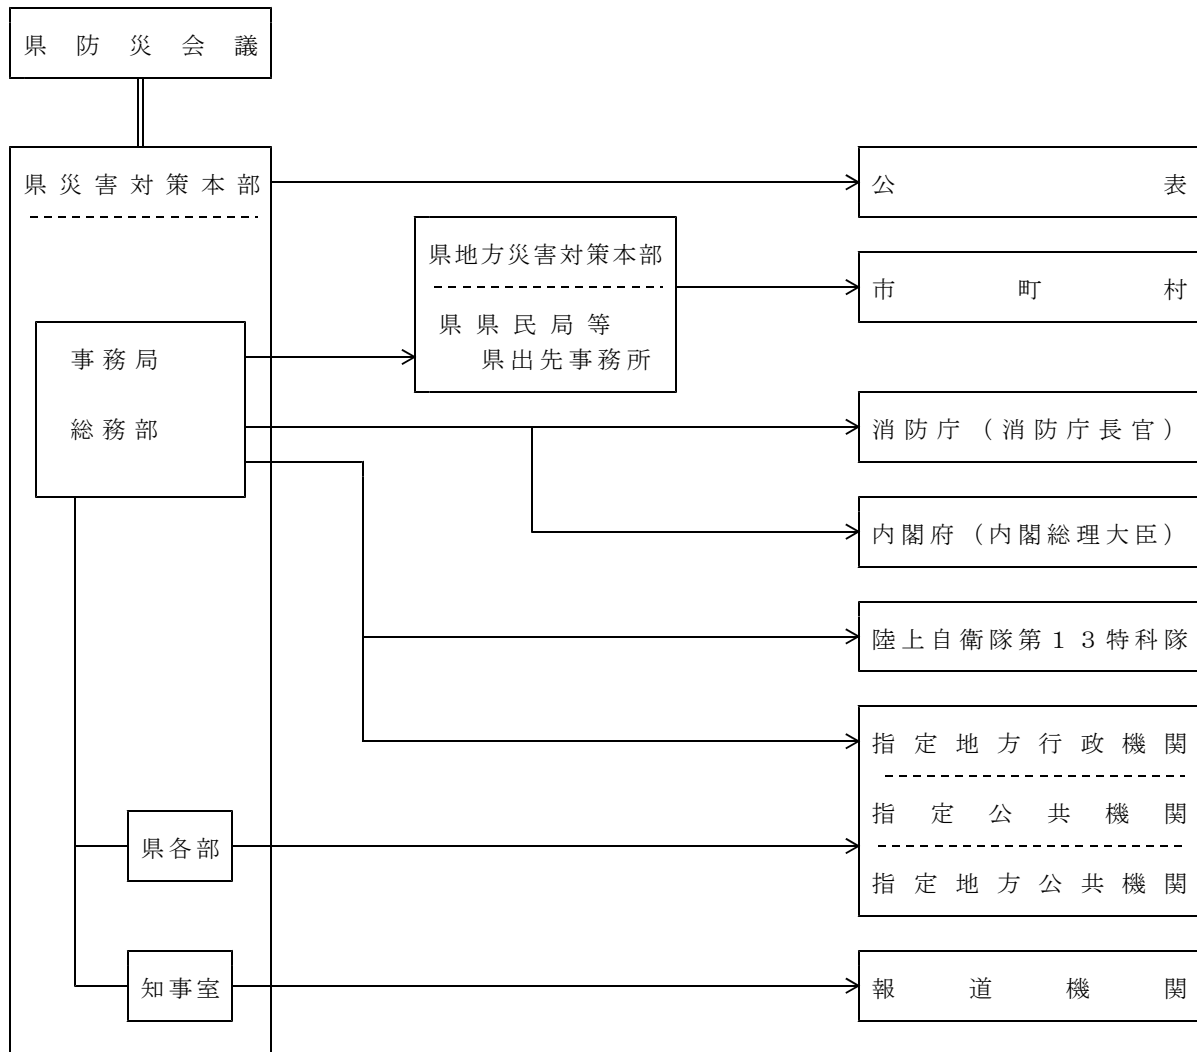 県防災会議
県災害対策本部
公表
県地方災害対策本部
市町村
県県民局等
事務局
県出先事務所
総務部
消防庁（消防庁長官）
内閣府（内閣総理大臣）
陸上自衛隊第１３特科隊
指定地方行政機関
指定公共機関
県各部
指定地方公共機関
知事室
報道機関